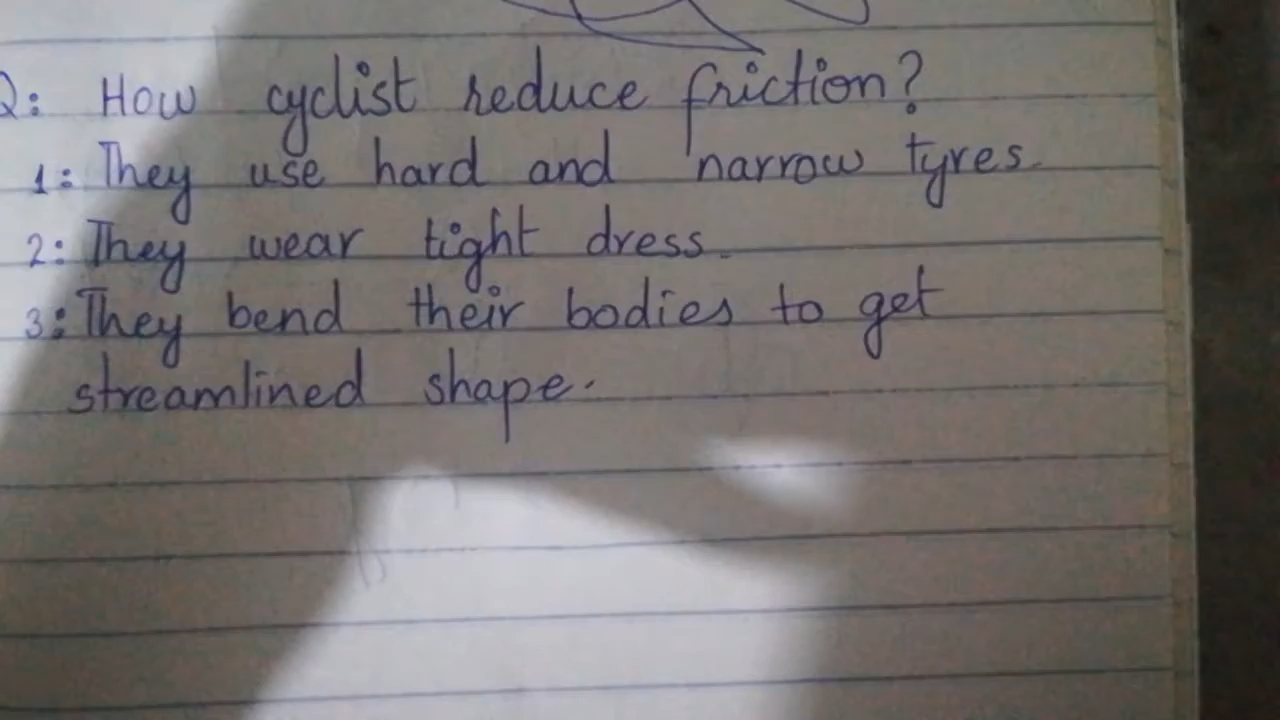 Q: How cyclist reduce friction?
1: They use hard and narrow tyres.
2: They wear tight dress.
3: They bend their bodies to get
streamlined shape.